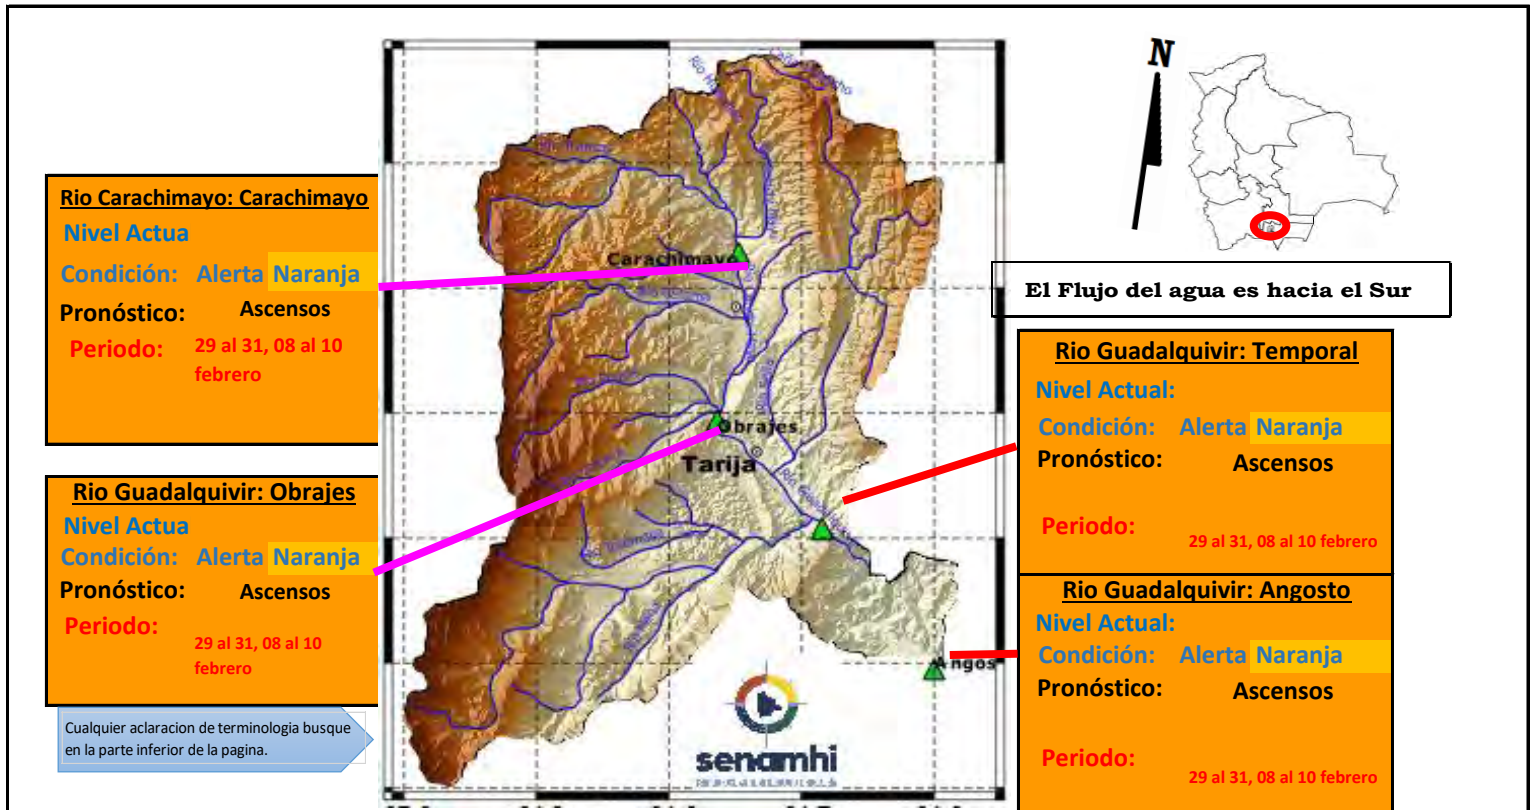 N
El Flujo del agua es hacia el Sur
Rio Carachimayo: Carachimayo
Nivel Actua
Condición: Alerta Naranja
Pronóstico: Ascensos
Periodo: 29 al 31, 08 al 10
febrero
Rio Guadalquivir: Obrajes
Nivel Actua
Condición: Alerta Naranja
Pronóstico: Ascensos
Periodo:
29 al 31, 08 al 10
febrero
Cualquier aclaracion de terminologia busque
en la parte inferior de la pagina.
Carachimayo
Obrajes
Tarija
Angos
senamhi
Rio Guadalquivir: Temporal
Nivel Actual:
Condición: Alerta Naranja
Pronóstico: Ascensos
Periodo:
29 al 31, 08 al 10 febrero
Rio Guadalquivir: Angosto
Nivel Actual:
Condición: Alerta Naranja
Pronóstico: Ascensos
Periodo:
29 al 31, 08 al 10 febrero